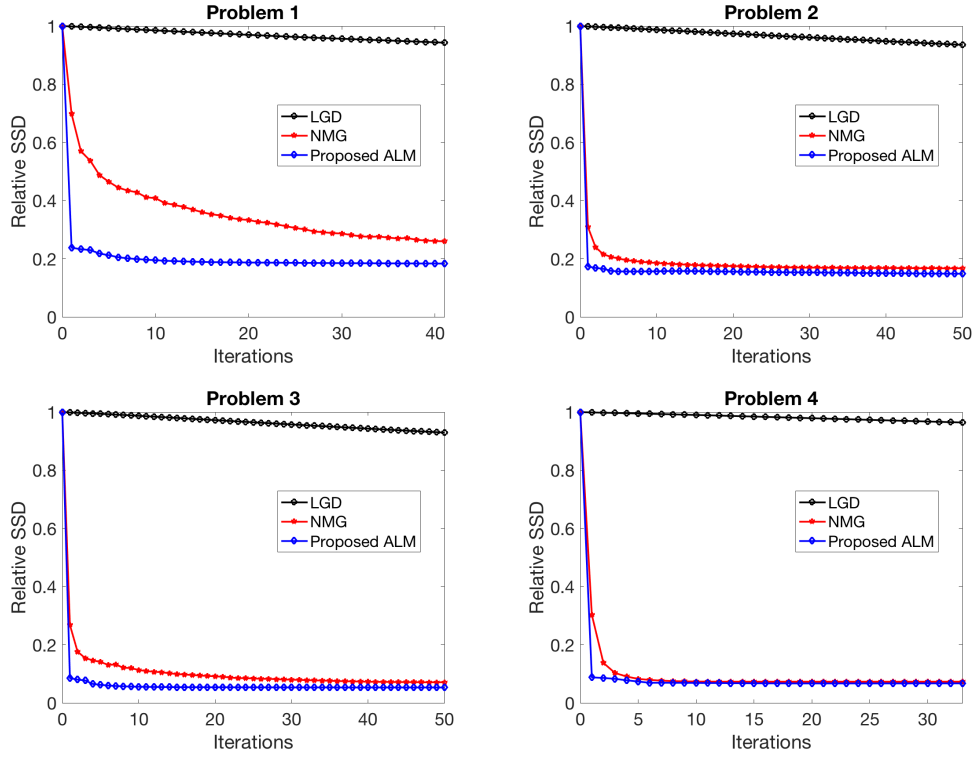 Problem 1
Relative SSD
1
0.8
0.6
0.4
0.2
0
LGD
NMG
Proposed ALM
0 10 20 30 40
Iterations
Problem 2
Relative SSD
1
0.8
0.6
0.4
0.2
0
LGD
NMG
Proposed ALM
0 10 20 30 40 50
Iterations
Problem 3
Relative SSD
1
0.8
0.6
0.4
0.2
0
LGD
NMG
Proposed ALM
0 10 20 30 40 50
Iterations
Problem 4
Relative SSD
1
0.8
0.6
0.4
0.2
0
LGD
NMG
Proposed ALM
0 5 10 15 20 25 30
Iterations